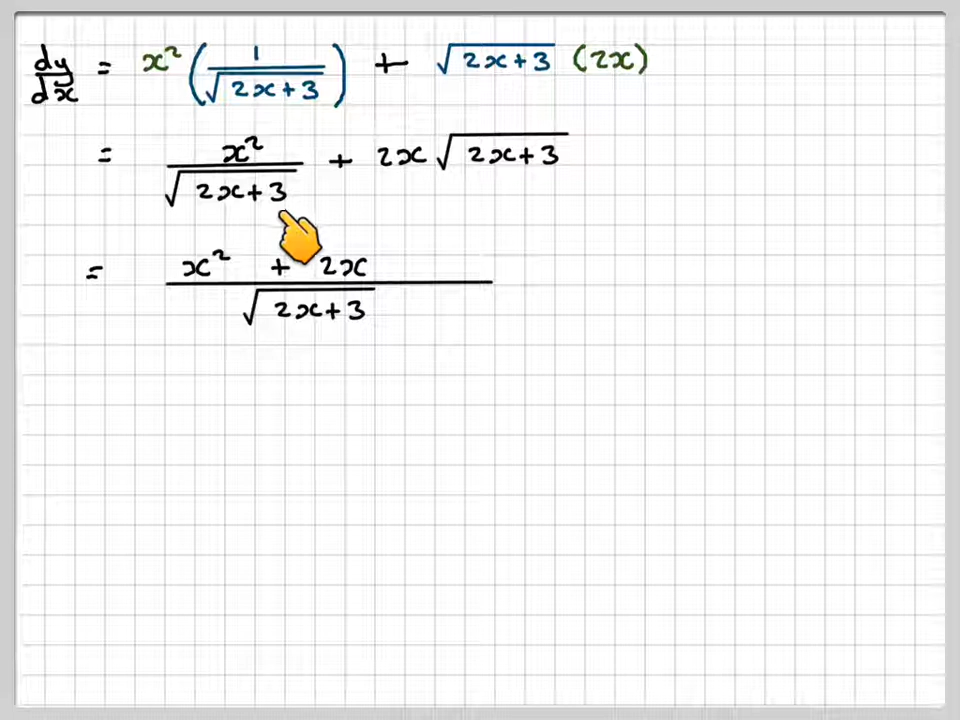 dy/dx = x² (1/√(2x+3)) + √(2x+3) (2x)
= x²/√(2x+3) + 2x√(2x+3)
= x² + 2x / √(2x+3)